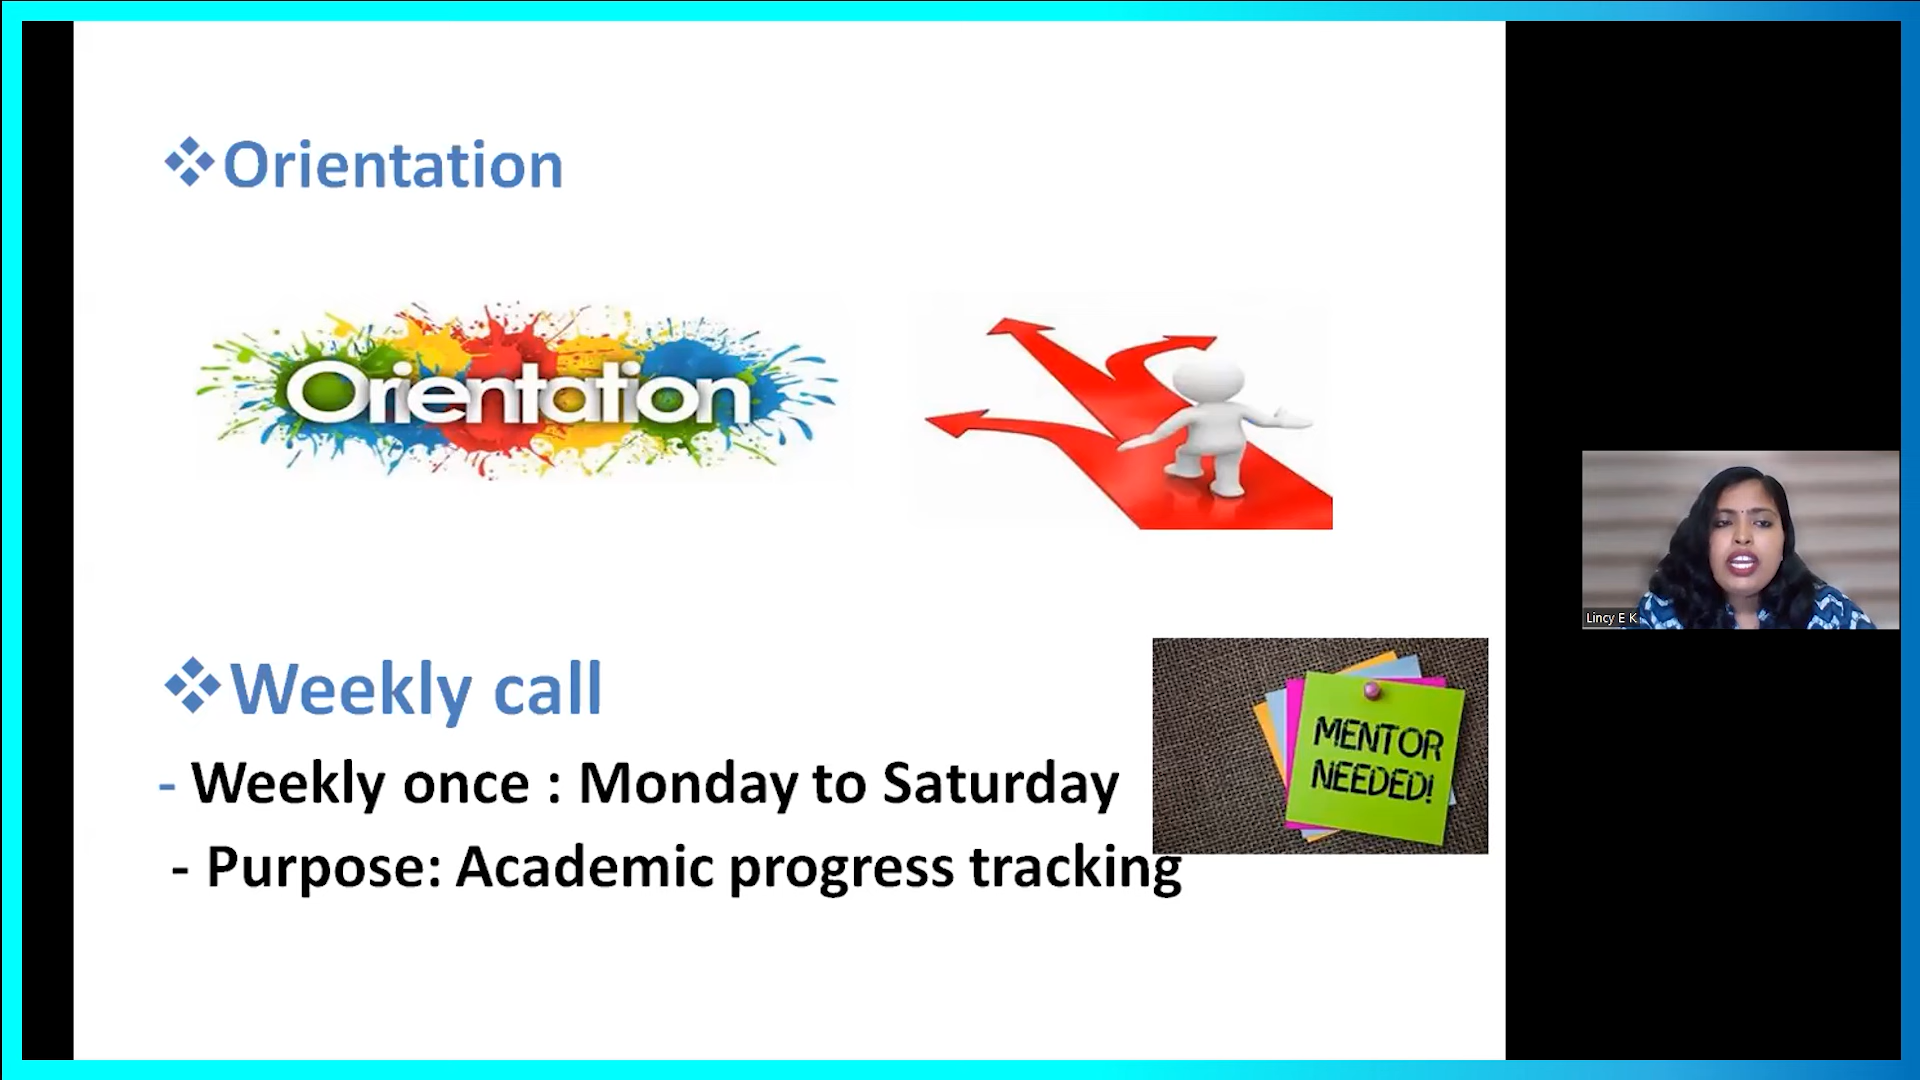 ❖Orientation
Orientation
❖Weekly call
- Weekly once : Monday to Saturday
- Purpose: Academic progress tracking
MENTOR
NEEDED!
Lincy E K